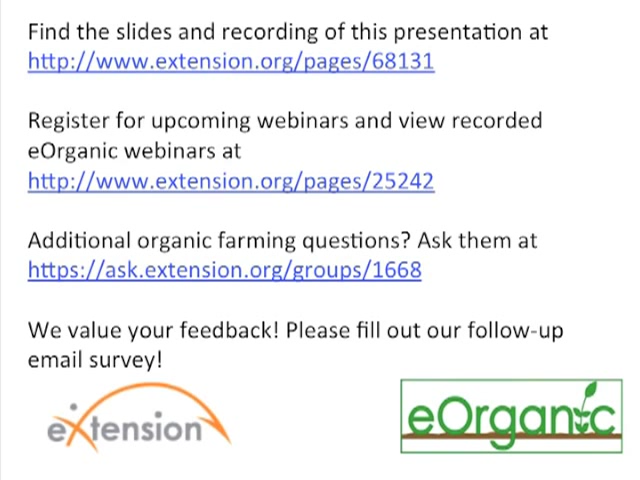 Find the slides and recording of this presentation at
http://www.extension.org/pages/68131
Register for upcoming webinars and view recorded
eOrganic webinars at
http://www.extension.org/pages/25242
Additional organic farming questions? Ask them at
https://ask.extension.org/groups/1668
We value your feedback! Please fill out our follow-up
email survey!
eXtension
eOrganic